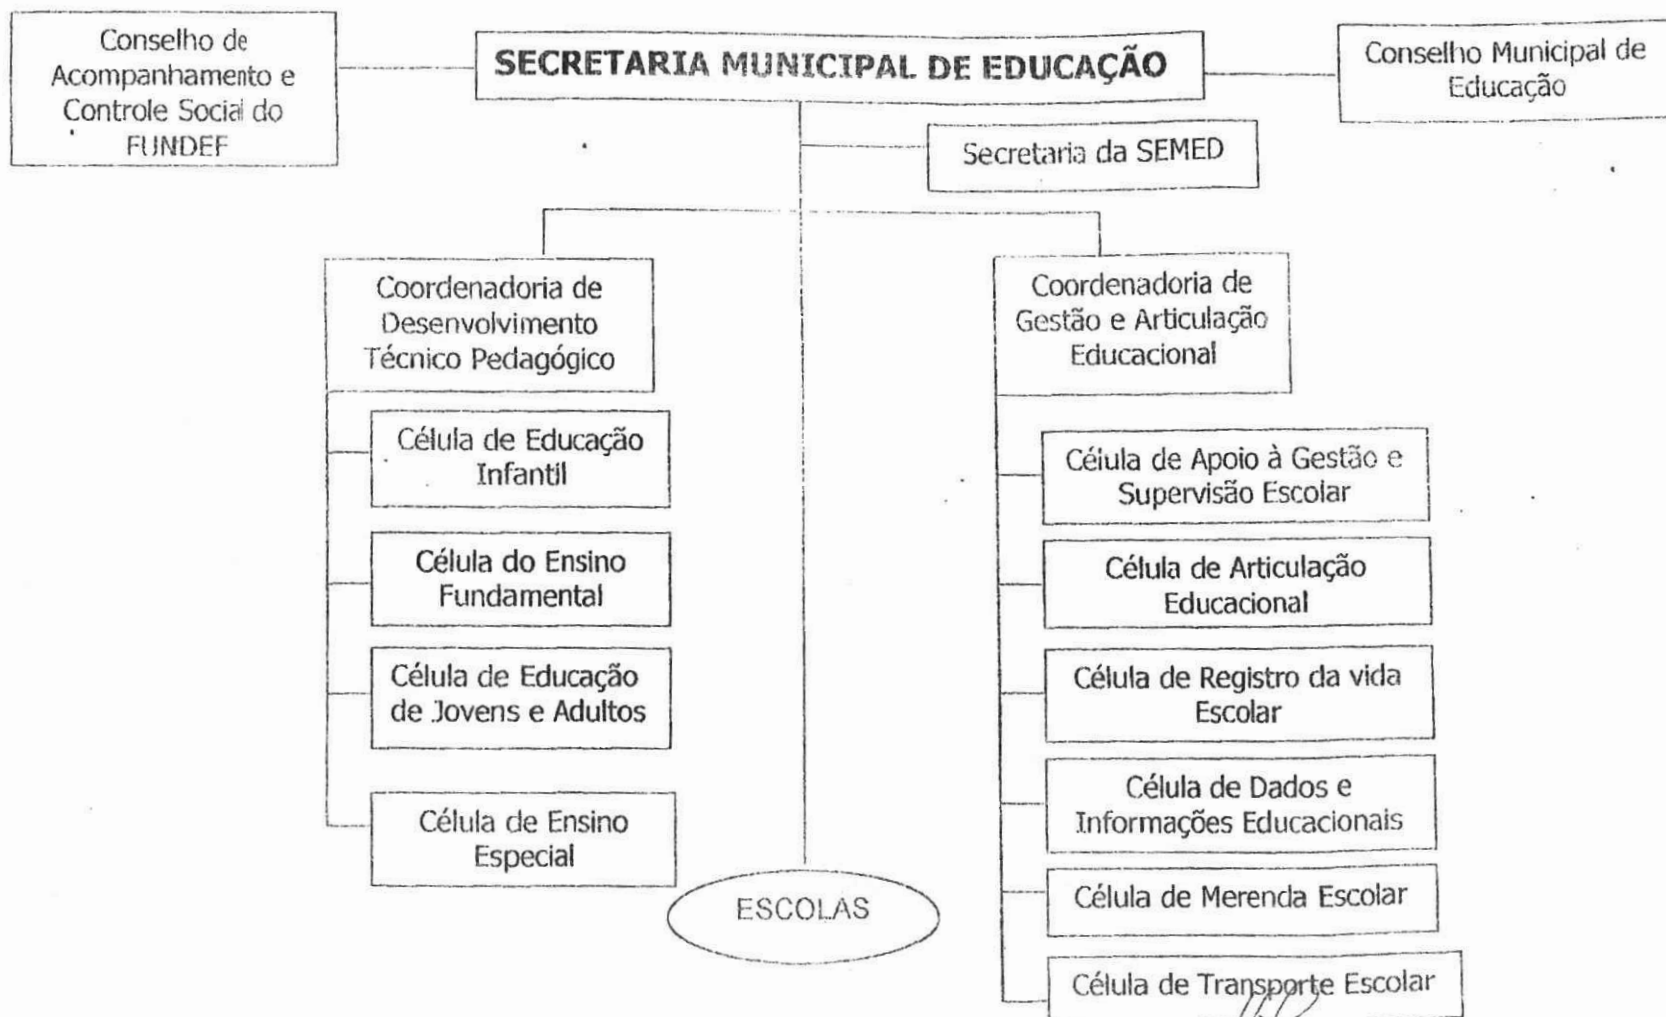 Conselho de
Acompanhamento e
Controle Social do
FUNDEF
SECRETARIA MUNICIPAL DE EDUCAÇÃO
Conselho Municipal de
Educação
Secretaria da SEMED
Coordenadoria de
Desenvolvimento
Técnico Pedagógico
Célula de Educação
Infantil
Célula do Ensino
Fundamental
Célula de Educação
de Jovens e Adultos
Célula de Ensino
Especial
ESCOLAS
Coordenadoria de
Gestão e Articulação
Educacional
Célula de Apoio à Gestão e
Supervisão Escolar
Célula de Articulação
Educacional
Célula de Registro da vida
Escolar
Célula de Dados e
Informações Educacionais
Célula de Merenda Escolar
Célula de Transporte Escolar